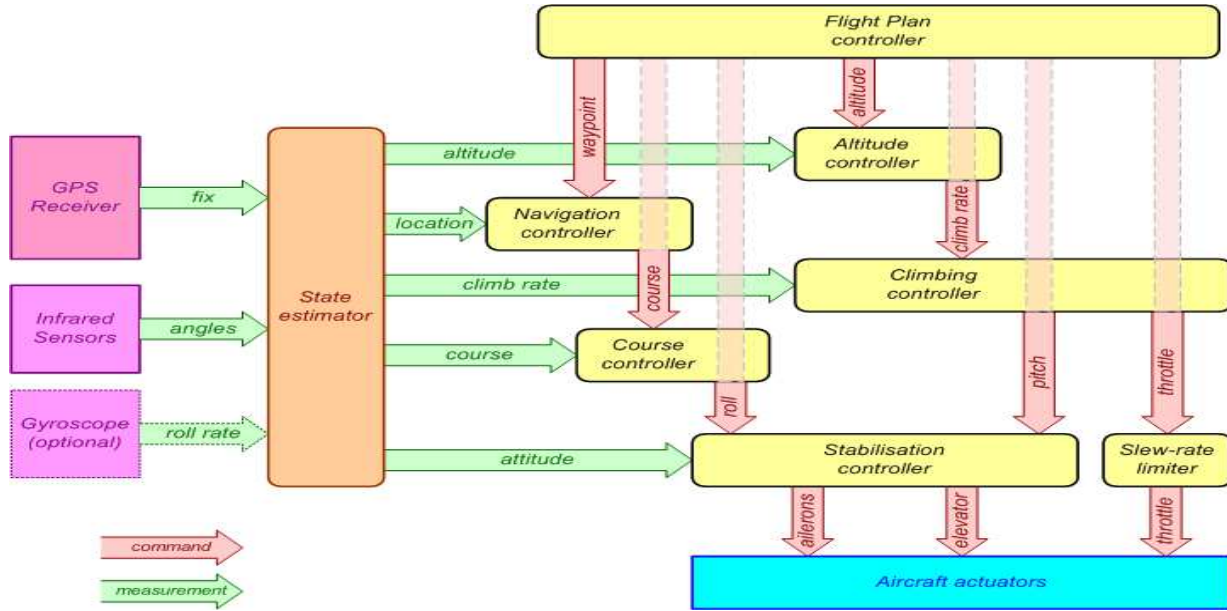 Flight Plan
controller
waypoint
altitude
altitude
Altitude
controller
GPS
Receiver
fix
location
Navigation
controller
climb rate
State
estimator
climb rate
Climbing
controller
course
Infrared
Sensors
angles
course
Course
controller
pitch
throttle
roll
Gyroscope
(optional)
roll rate
attitude
Stabilisation
controller
Slew-rate
limiter
ailerons
elevator
throttle
command
measurement
Aircraft actuators